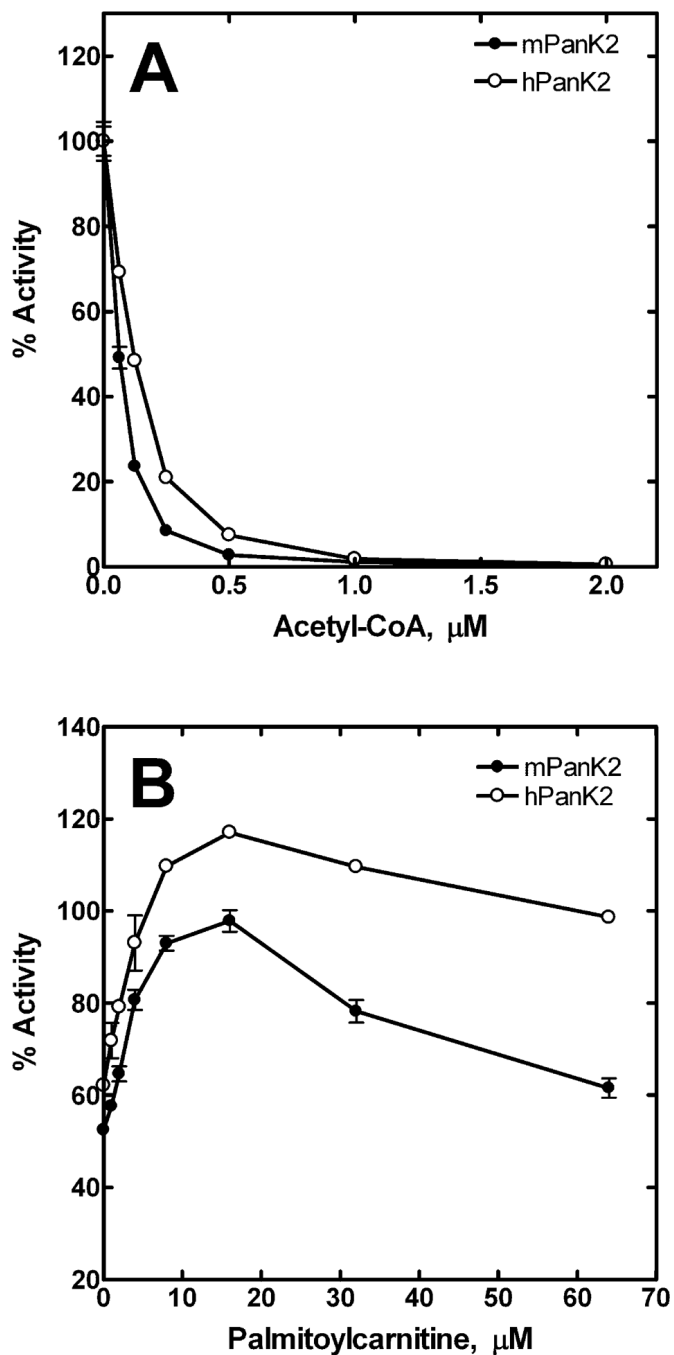 A
mPanK2
hPanK2
120
100
80
60
40
20
0
% Activity
0.0 0.5 1.0 1.5 2.0
Acetyl-CoA, μM
B
mPanK2
hPanK2
140
120
100
80
60
40
20
% Activity
0 10 20 30 40 50 60 70
Palmitoylcarnitine, μM